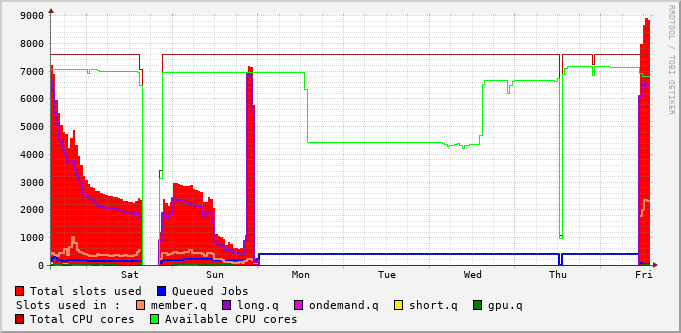 9000
8000
7000
6000
5000
4000
3000
2000
1000
0
Sat Sun Mon Tue Wed Thu Fri
RRDTOOL / TOBI OETIKER
Total slots used Queued Jobs
Slots used in : member.q long.q ondemand.q short.q gpu.q
Total CPU cores Available CPU cores